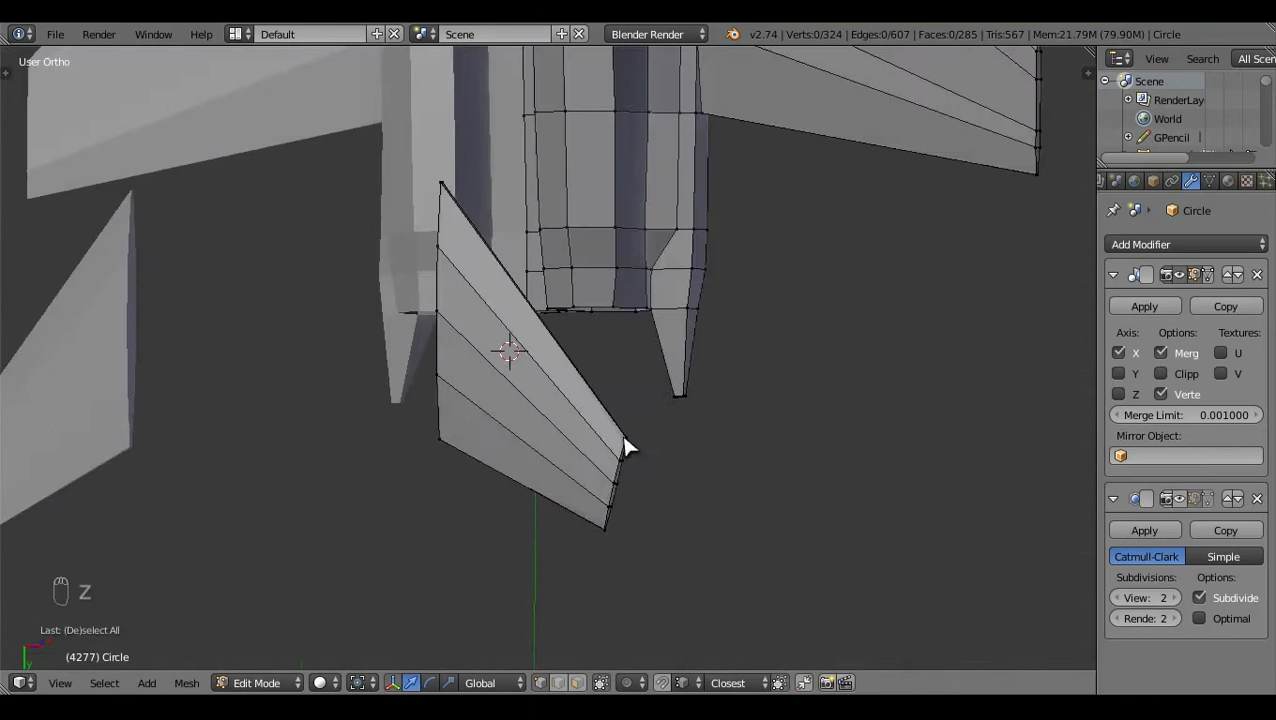 File Render Window Help Default Scene Blender Render v2.74 | Verts:0/324 | Edges:0/607 | Faces:0/285 | Tris:567 | Mem:21.79M (79.90M) | Circle
User Ortho
View Search All Scen
Scene
RenderLay
World
GPencil
Circle
Add Modifier
Apply Copy
Axis: Options: Textures:
X Merg U
Y Clipp V
Z Verte
Merge Limit: 0.001000
Mirror Object:
Apply Copy
Catmull-Clark Simple
Subdivisions: Options:
View: 2 Subdivide
Rende: 2 Optimal
Z
Last: (De)select All
y
(4277) Circle
View Select Add Mesh Edit Mode Global Closest